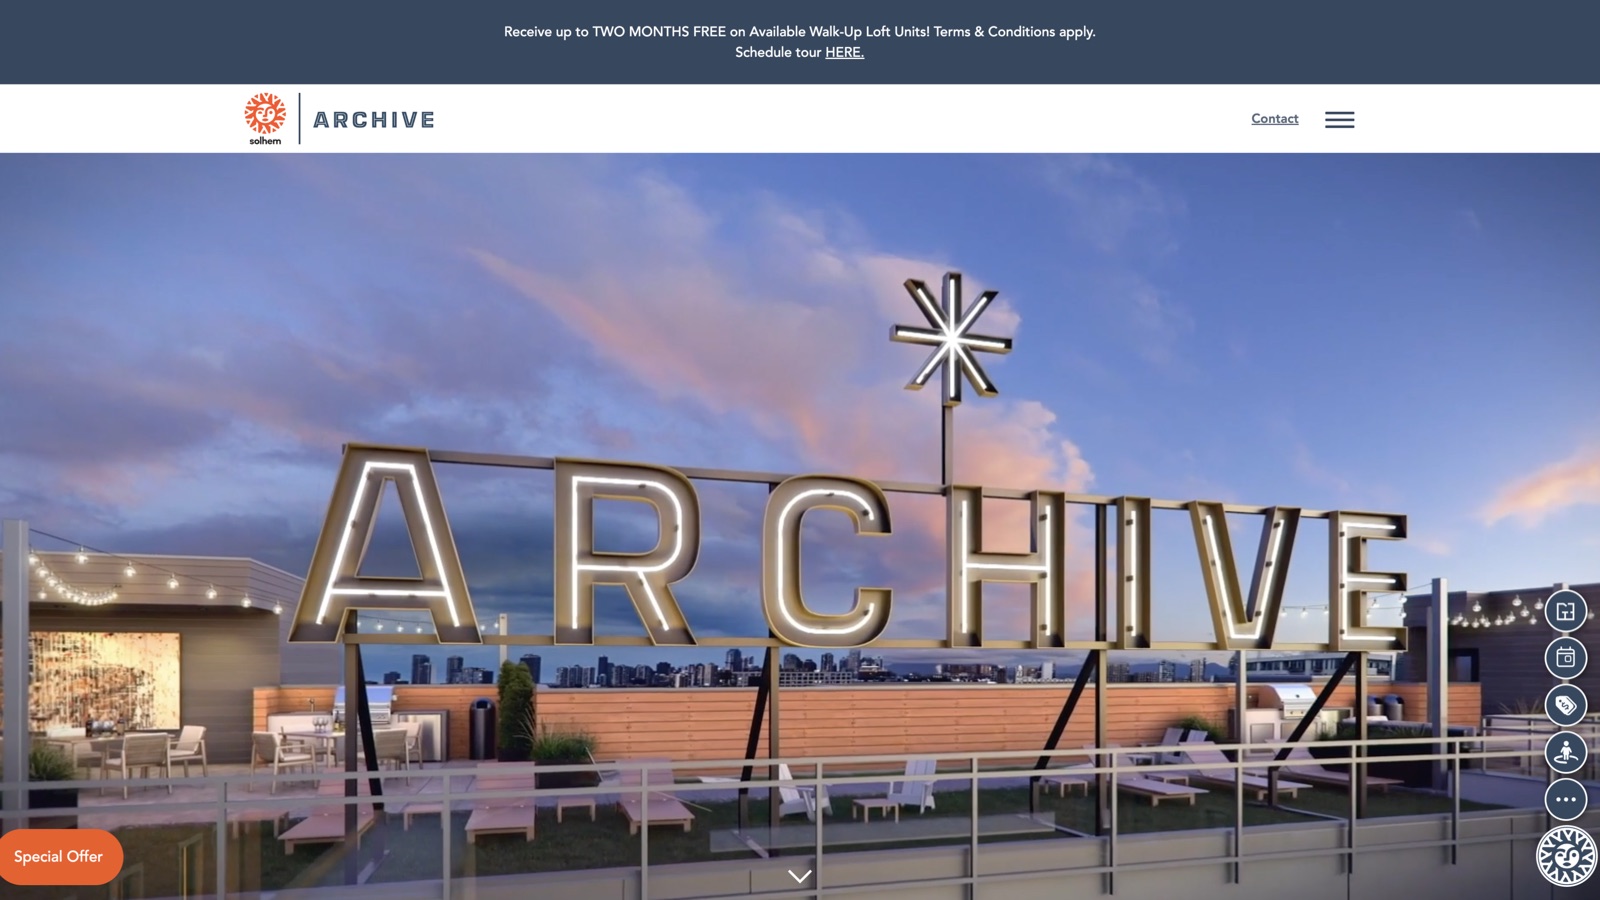 Receive up to TWO MONTHS FREE on Available Walk-Up Loft Units! Terms & Conditions apply.
Schedule tour HERE.
solhem
ARCHIVE
Contact
ARCHIVE
Special Offer